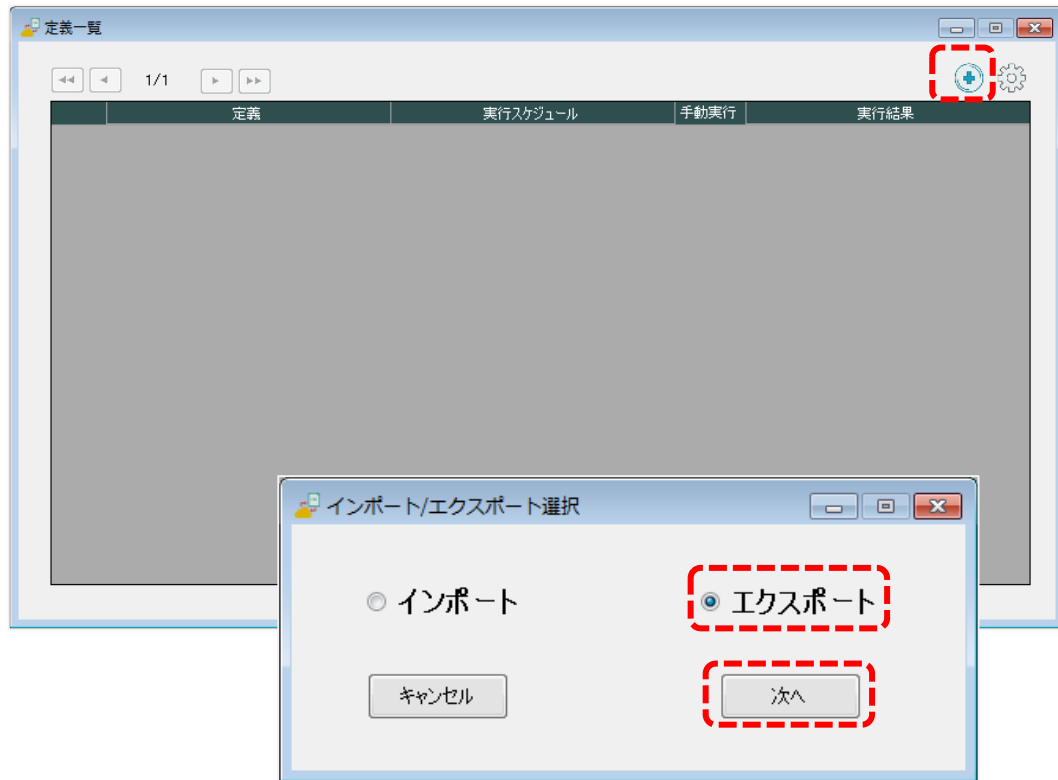 定義一覧
1/1
定義 実行スケジュール 手動実行 実行結果
インポート/エクスポート選択
インポート エクスポート
キャンセル 次へ